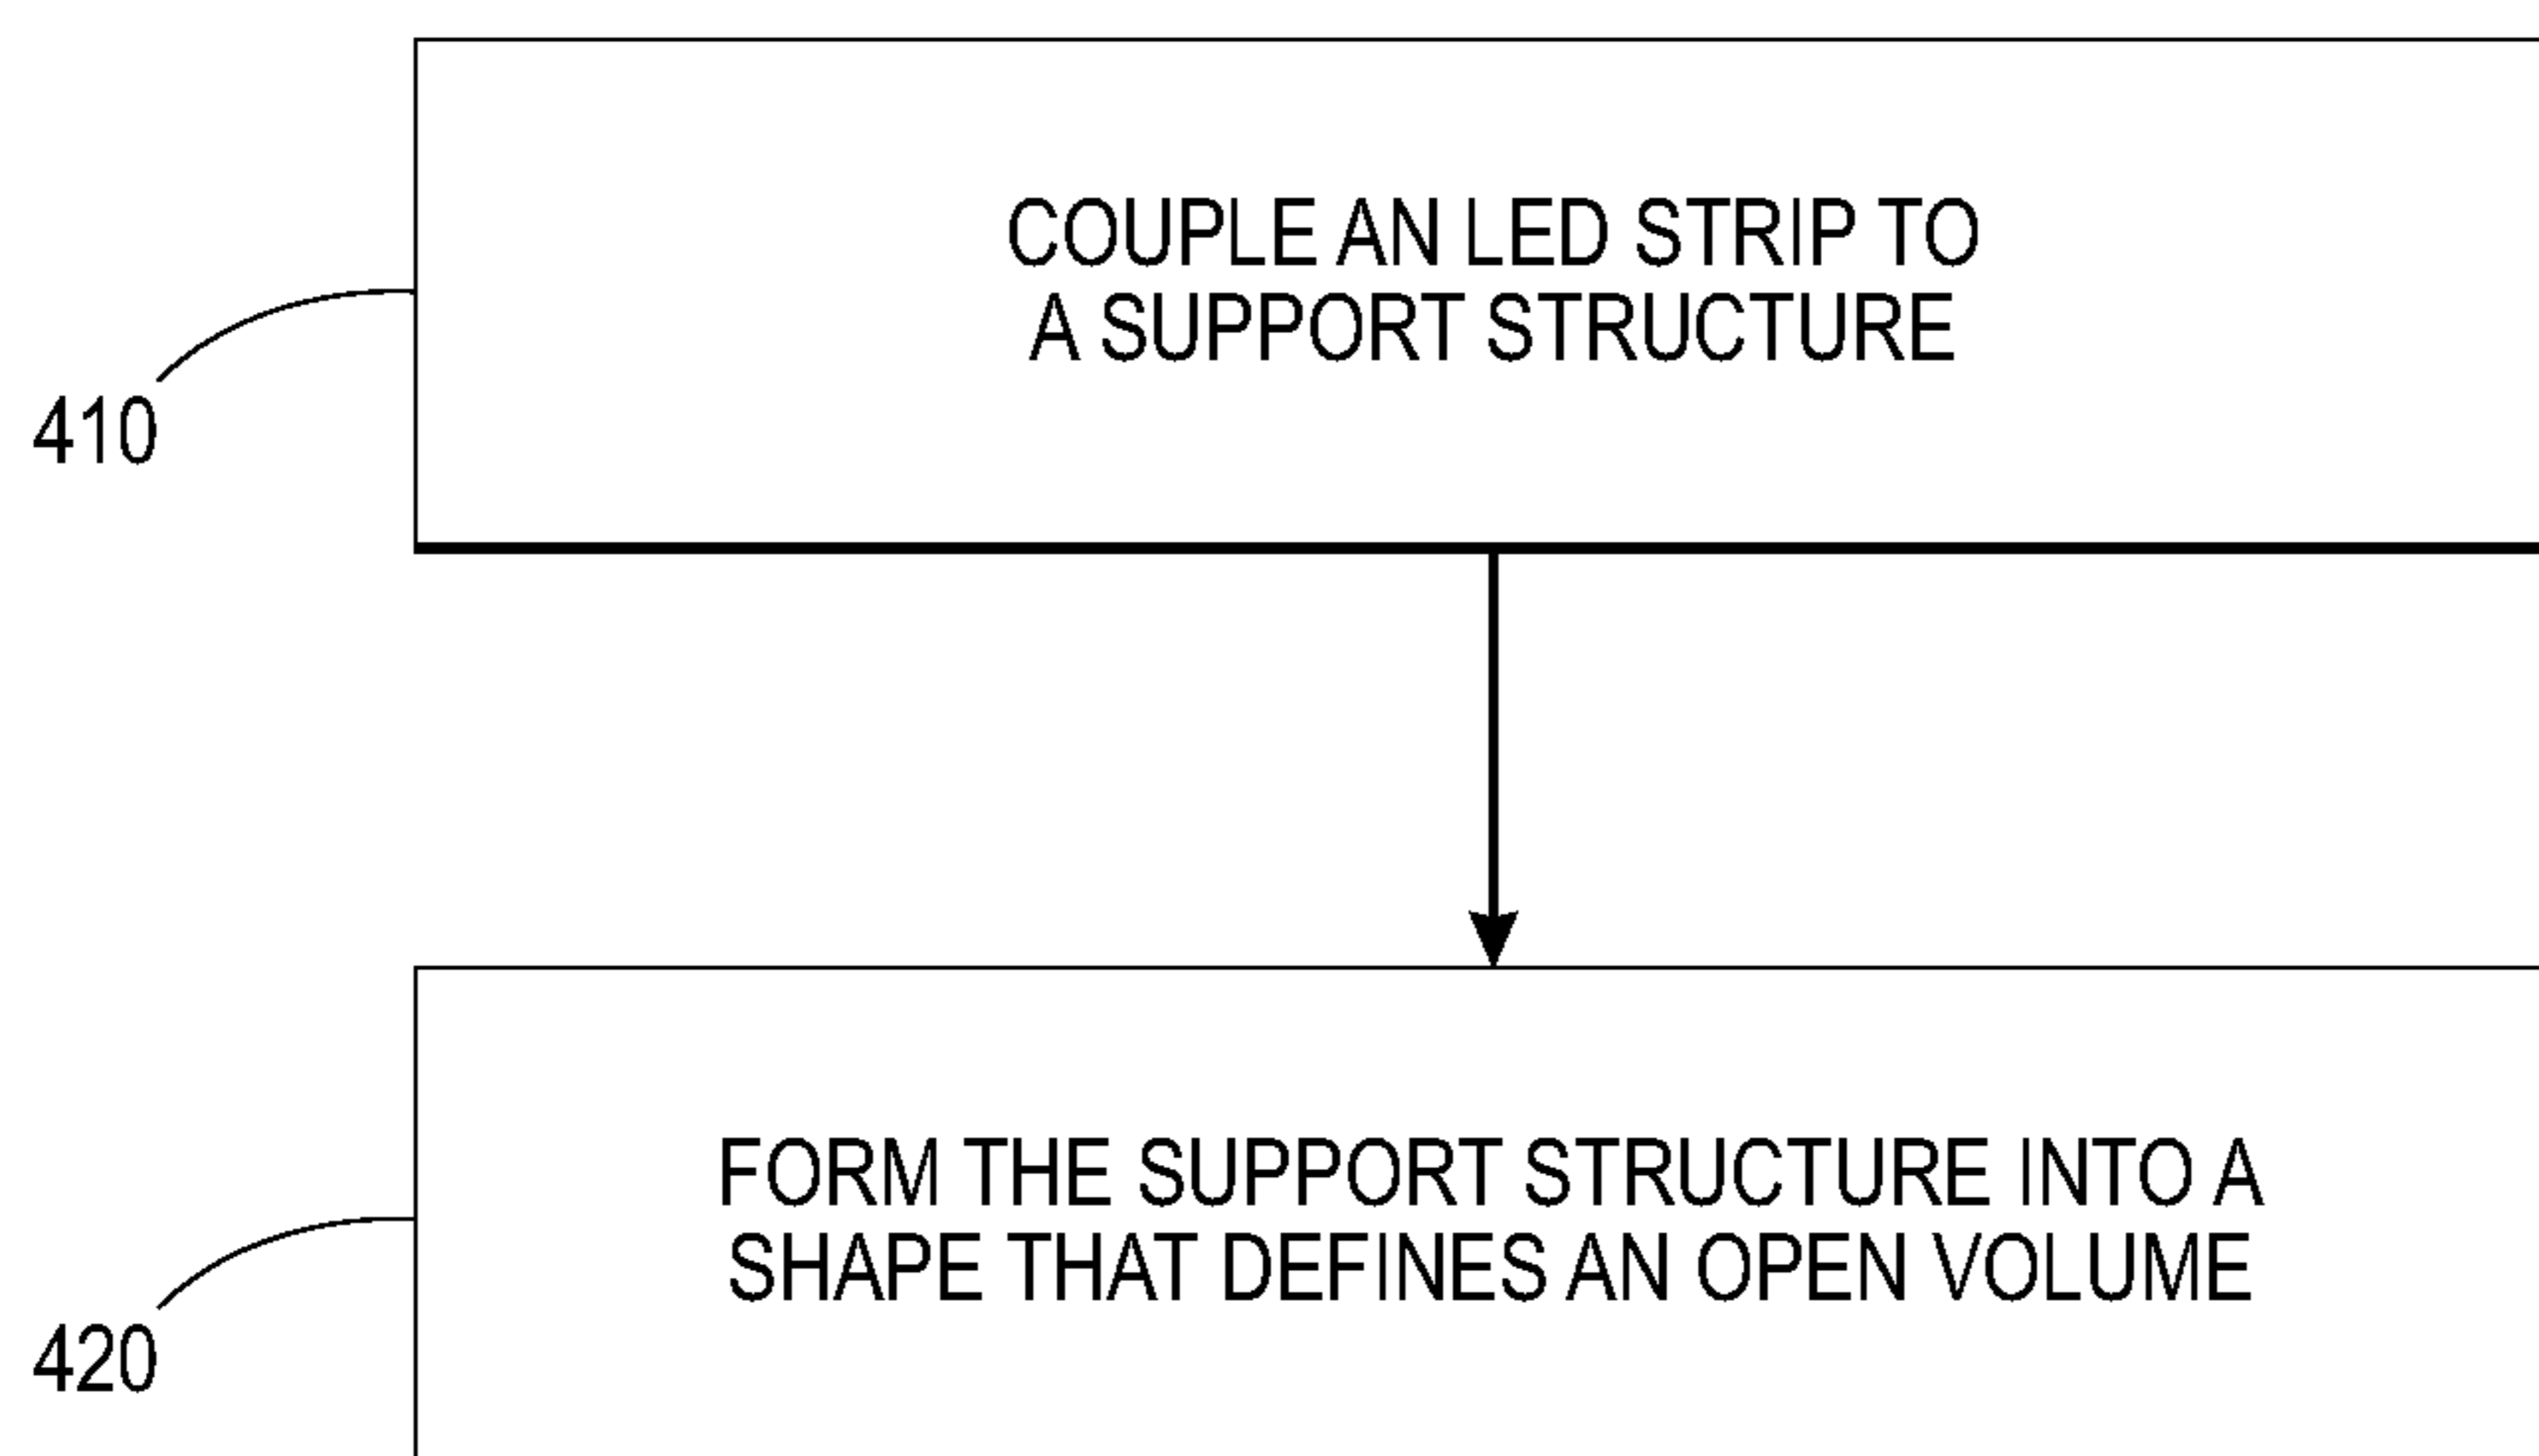 COUPLE AN LED STRIP TO
A SUPPORT STRUCTURE
410
FORM THE SUPPORT STRUCTURE INTO A
SHAPE THAT DEFINES AN OPEN VOLUME
420